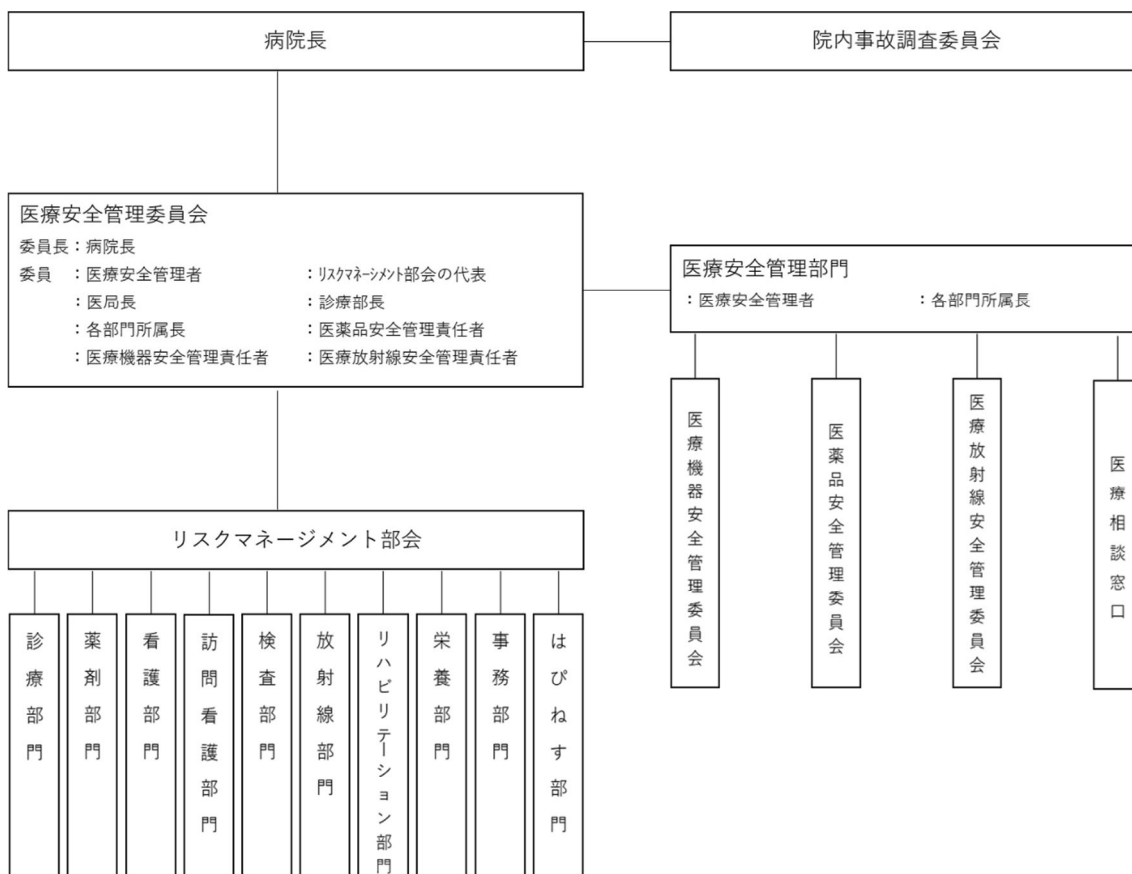 病院長
院内事故調査委員会
医療安全管理委員会
委員長：病院長
委員 ：医療安全管理者 ：ﾘｽｸﾏﾈｰｼﾒﾝﾄ部会の代表
：医局長 ：診療部長
：各部門所属長 ：医薬品安全管理責任者
：医療機器安全管理責任者 ：医療放射線安全管理責任者
医療安全管理部門
：医療安全管理者 ：各部門所属長
医療機器安全管理委員会
医薬品安全管理委員会
医療放射線安全管理委員会
医療相談窓口
リスクマネージメント部会
診療部門
薬剤部門
看護部門
訪問看護部門
検査部門
放射線部門
リハビリテーション部門
栄養部門
事務部門
はぴねす部門